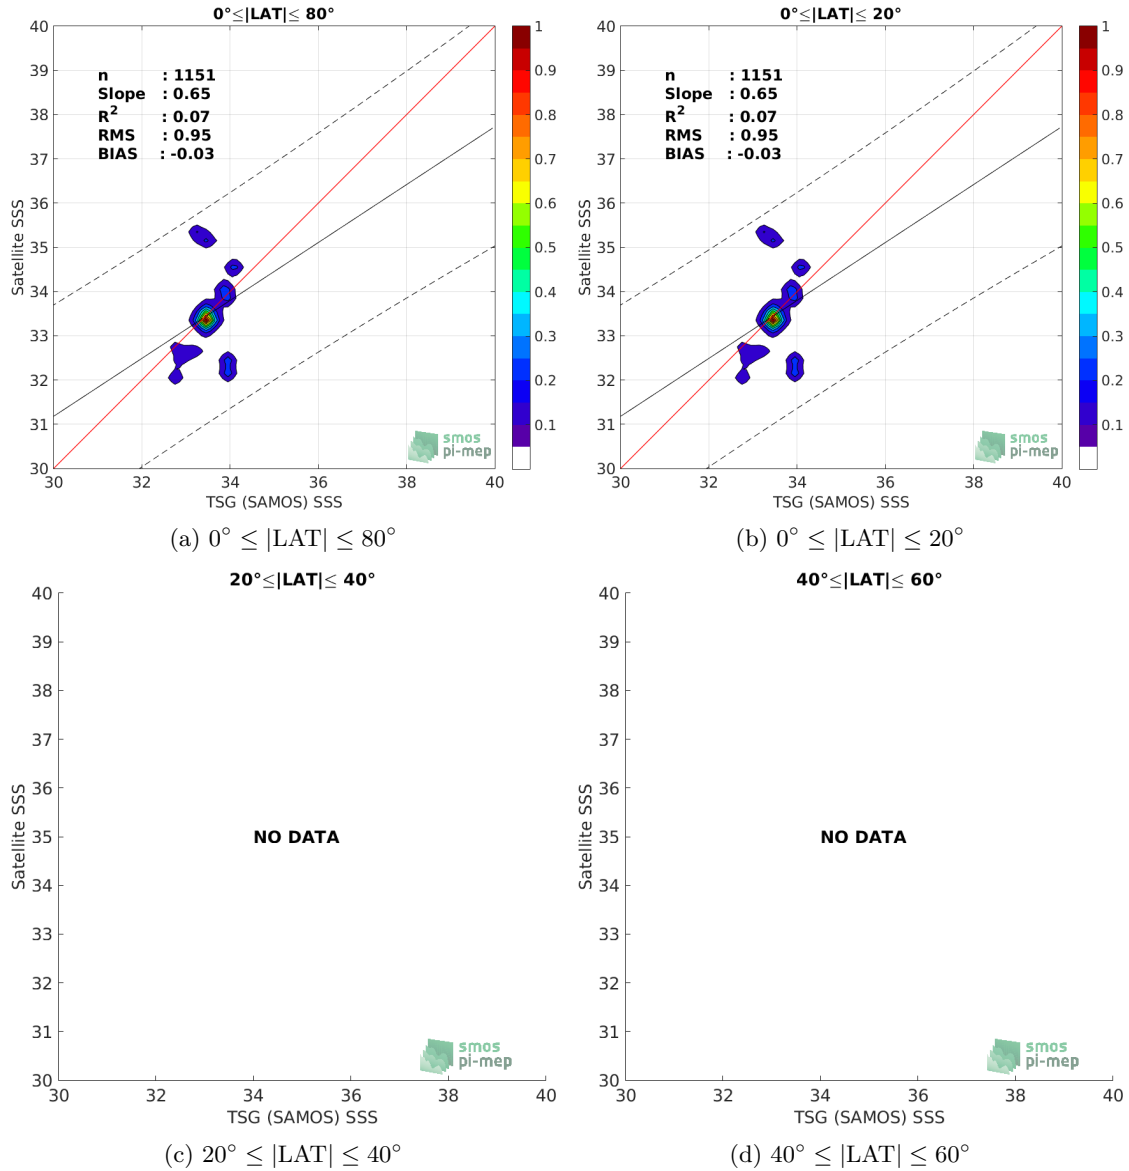 0°≤|LAT|≤ 80°
40
39
38
37
36
35
34
33
32
31
30
Satellite SSS
n : 1151
Slope : 0.65
R² : 0.07
RMS : 0.95
BIAS : -0.03
smos
pi-mep
30 32 34 36 38 40
TSG (SAMOS) SSS
1
0.9
0.8
0.7
0.6
0.5
0.4
0.3
0.2
0.1
(a) 0° ≤ |LAT| ≤ 80°
0°≤|LAT|≤ 20°
40
39
38
37
36
35
34
33
32
31
30
Satellite SSS
n : 1151
Slope : 0.65
R² : 0.07
RMS : 0.95
BIAS : -0.03
smos
pi-mep
30 32 34 36 38 40
TSG (SAMOS) SSS
1
0.9
0.8
0.7
0.6
0.5
0.4
0.3
0.2
0.1
(b) 0° ≤ |LAT| ≤ 20°
20°≤|LAT|≤ 40°
40
39
38
37
36
35
34
33
32
31
30
Satellite SSS
NO DATA
smos
pi-mep
30 32 34 36 38 40
TSG (SAMOS) SSS
(c) 20° ≤ |LAT| ≤ 40°
40°≤|LAT|≤ 60°
40
39
38
37
36
35
34
33
32
31
30
Satellite SSS
NO DATA
smos
pi-mep
30 32 34 36 38 40
TSG (SAMOS) SSS
(d) 40° ≤ |LAT| ≤ 60°